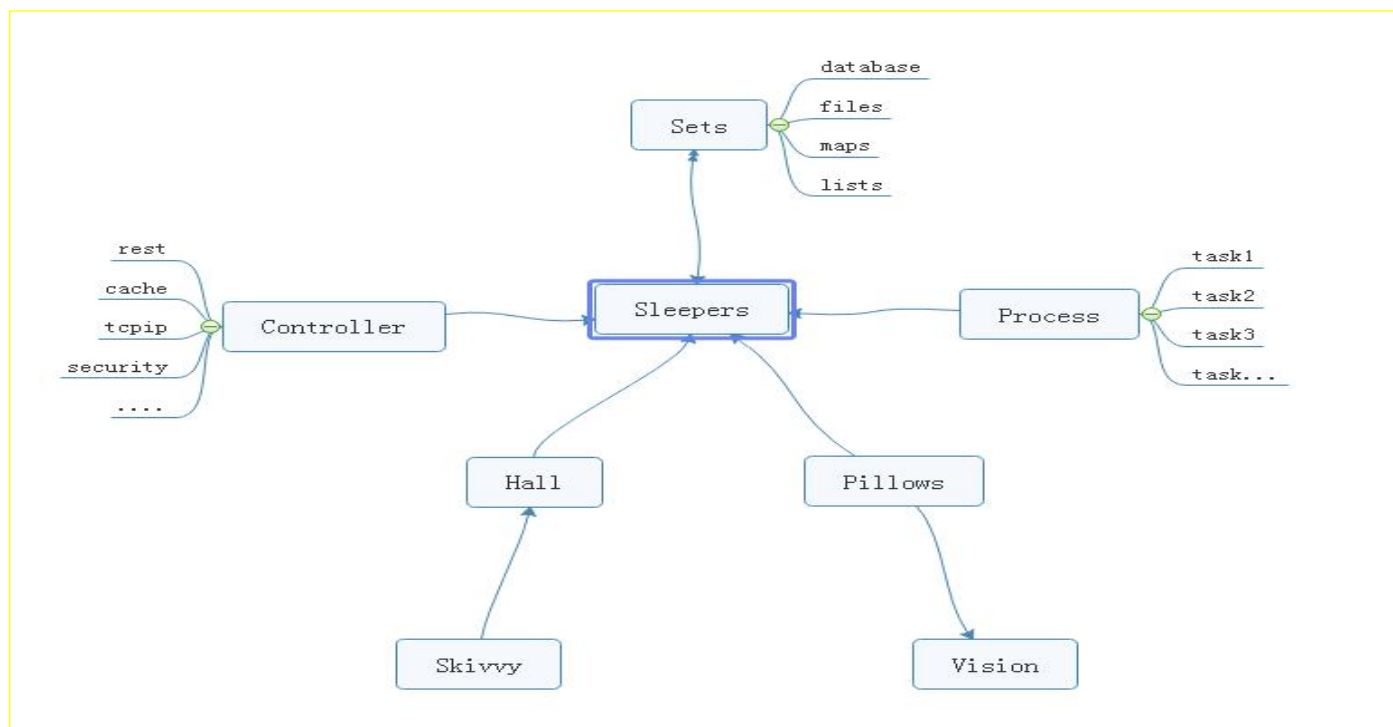 database
Sets
files
maps
lists
rest
cache
Controller
tcpip
security
....
Sleepers
Process
task1
task2
task3
task...
Hall
Pillows
Skivvy
Vision